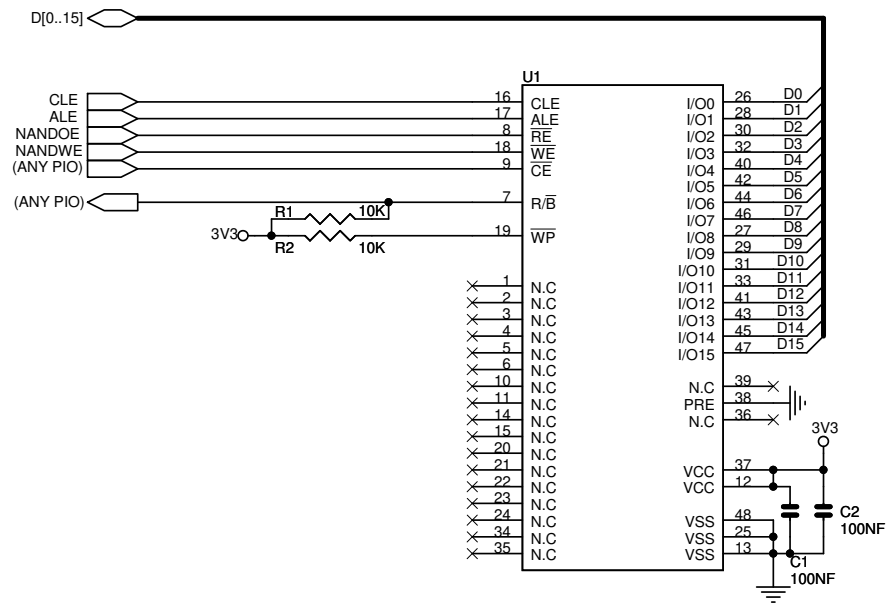 D[0..15]
U1
CLE 16 CLE I/O0 26 D0
ALE 17 ALE I/O1 28 D1
NANDOE 8 RE I/O2 30 D2
NANDWE 18 WE I/O3 32 D3
(ANY PIO) 9 CE I/O4 40 D4
I/O5 42 D5
(ANY PIO) 7 R/B I/O6 44 D6
R1 10K I/O7 46 D7
3V3 R2 10K 19 WP I/O8 27 D8
I/O9 29 D9
I/O10 31 D10
1 N.C I/O11 33 D11
2 N.C I/O12 41 D12
3 N.C I/O13 43 D13
4 N.C I/O14 45 D14
5 N.C I/O15 47 D15
6 N.C
10 N.C N.C 39
11 N.C PRE 38
14 N.C N.C 36
15 N.C 3V3
20 N.C
21 N.C VCC 37
22 N.C VCC 12
23 N.C C2
24 N.C VSS 48 100NF
34 N.C VSS 25
35 N.C VSS 13
C1
100NF